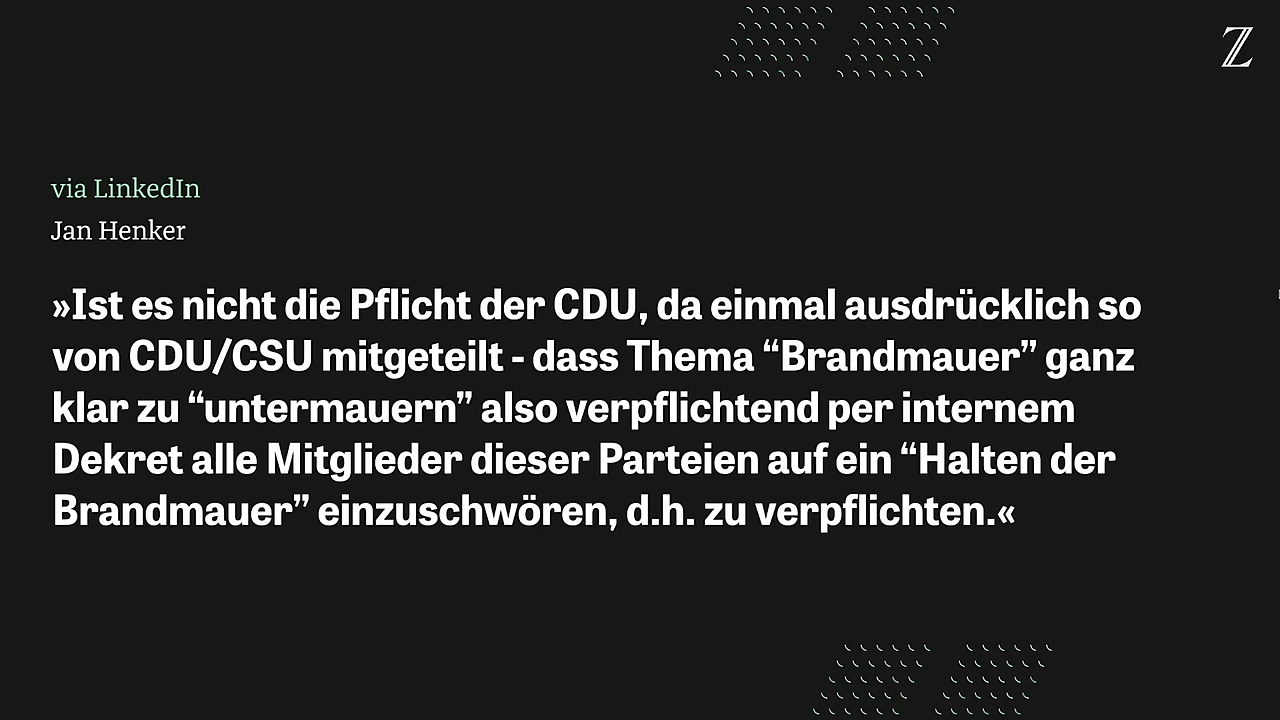 Z
via LinkedIn
Jan Henker
»Ist es nicht die Pflicht der CDU, da einmal ausdrücklich so
von CDU/CSU mitgeteilt - dass Thema “Brandmauer” ganz
klar zu “untermauern” also verpflichtend per internem
Dekret alle Mitglieder dieser Parteien auf ein “Halten der
Brandmauer” einzuschwören, d.h. zu verpflichten.«